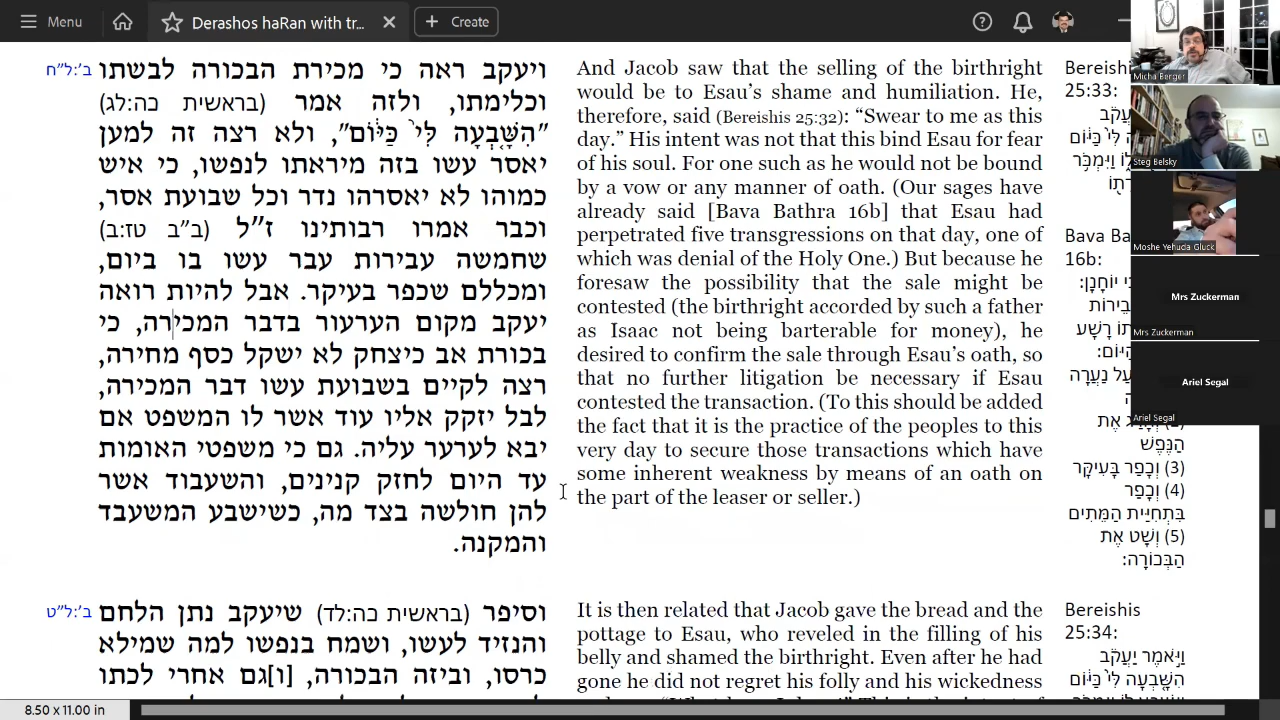 Menu
Derashos haRan with tr...
Create
ב':ל"ח
ויעקב ראה כי מכירת הבכורה לבשתו
וכלימתו, ולזה אמר (בראשית כה:לג)
"הִשָּׁבְעָה לִּי כַּיּוֹם", ולא רצה זה למען
יאסר עשו בזה מיראתו לנפשו, כי איש
כמוהו לא יאסרהו נדר וכל שבועת אסר,
וכבר אמרו רבותינו ז"ל (ב"ב טז:ב)
שחמשה עבירות עבר עשו בו ביום,
ומכללם שכפר בעיקר. אבל להיות רואה
יעקב מקום הערעור בדבר המכירה, כי
בכורת אב כיצחק לא ישקל כסף מחירה,
רצה לקיים בשבועת עשו דבר המכירה,
לבל יזקק אליו עוד אשר לו המשפט אם
יבא לערער עליה. גם כי משפטי האומות
עד היום לחזק קנינים, והשעבוד אשר
להן חולשה בצד מה, כשישבע המשעבד
והמקנה.
And Jacob saw that the selling of the birthright
would be to Esau's shame and humiliation. He,
therefore, said (Bereishis 25:32): "Swear to me as this
day." His intent was not that this bind Esau for fear
of his soul. For one such as he would not be bound
by a vow or any manner of oath. (Our sages have
already said [Bava Bathra 16b] that Esau had
perpetrated five transgressions on that day, one of
which was denial of the Holy One.) But because he
foresaw the possibility that the sale might be
contested (the birthright accorded by such a father
as Isaac not being barterable for money), he
desired to confirm the sale through Esau's oath, so
that no further litigation be necessary if Esau
contested the transaction. (To this should be added
the fact that it is the practice of the peoples to this
very day to secure those transactions which have
some inherent weakness by means of an oath on
the part of the leaser or seller.)
Bereishi
25:33:
Bava Ba
16b:
הַנֶּפֶשׁ
(3) וְכָפַר בָּעִיקָּר
(4) וְכָפַר
בִּתְחִיַּית הַמֵּתִים
(5) וְשָׁט אֶת
הַבְּכוֹרָה:
ב':ל"ט
וסיפר (בראשית כה:לד) שיעקב נתן הלחם
והנזיד לעשו, ושמח בנפשו למה שמילא
כרסו, וביזה הבכורה, [ו]גם אחרי לכתו
It is then related that Jacob gave the bread and the
pottage to Esau, who reveled in the filling of his
belly and shamed the birthright. Even after he had
gone he did not regret his folly and his wickedness
Bereishis
25:34:
וַיֹּאמֶר יַעֲקֹב
הִשָּׁבְעָה לִּי כַּיּוֹם
Micha Berger
Steg Belsky
Moshe Yehuda Gluck
Mrs Zuckerman
Mrs Zuckerman
Ariel Segal
Ariel Segal
8.50 x 11.00 in